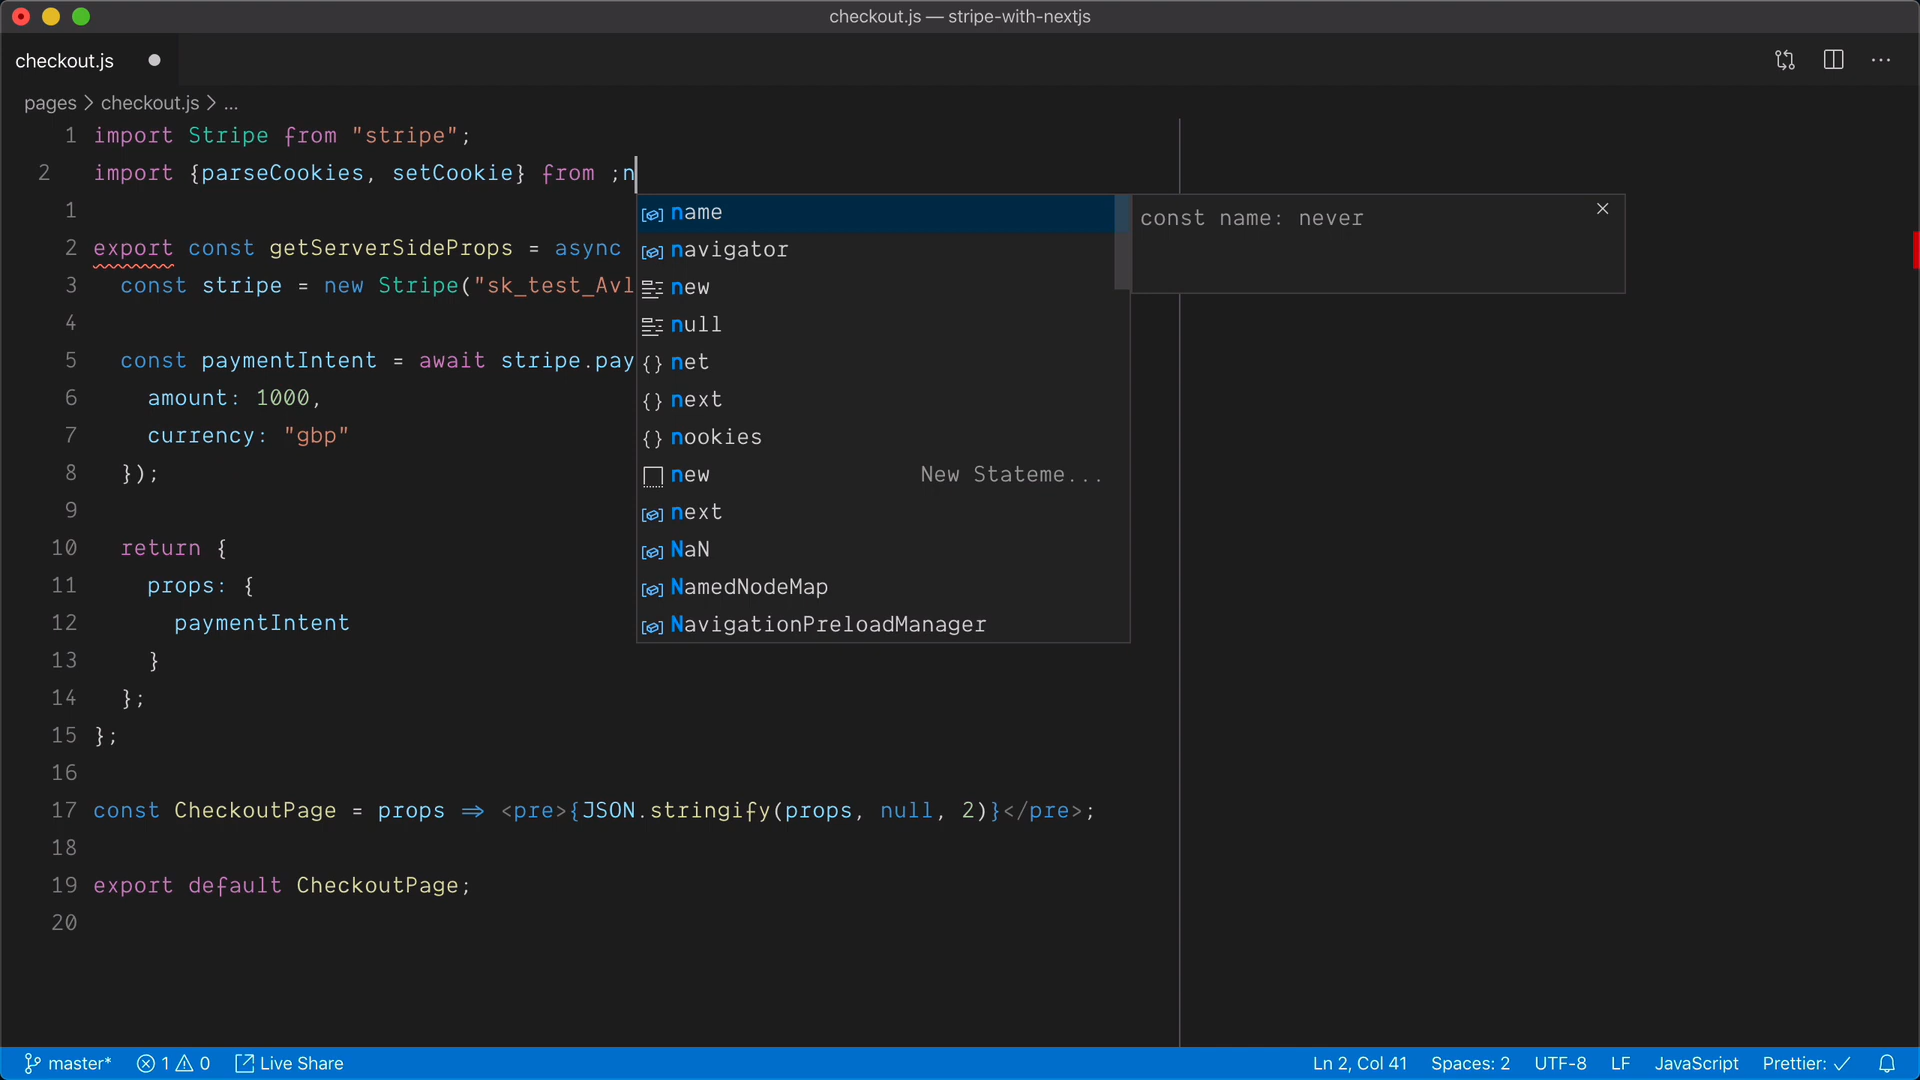 checkout.js — stripe-with-nextjs
checkout.js
pages > checkout.js > ...
1 import Stripe from "stripe";
2 import {parseCookies, setCookie} from ;n
1
2 export const getServerSideProps = async
3 const stripe = new Stripe("sk_test_Avl
4
5 const paymentIntent = await stripe.pay
6 amount: 1000,
7 currency: "gbp"
8 });
9
10 return {
11 props: {
12 paymentIntent
13 }
14 };
15 };
16
17 const CheckoutPage = props => <pre>{JSON.stringify(props, null, 2)}</pre>;
18
19 export default CheckoutPage;
20
name
navigator
new
null
net
next
nookies
new New Stateme...
next
NaN
NamedNodeMap
NavigationPreloadManager
const name: never
master* 1 0 Live Share Ln 2, Col 41 Spaces: 2 UTF-8 LF JavaScript Prettier: ✓